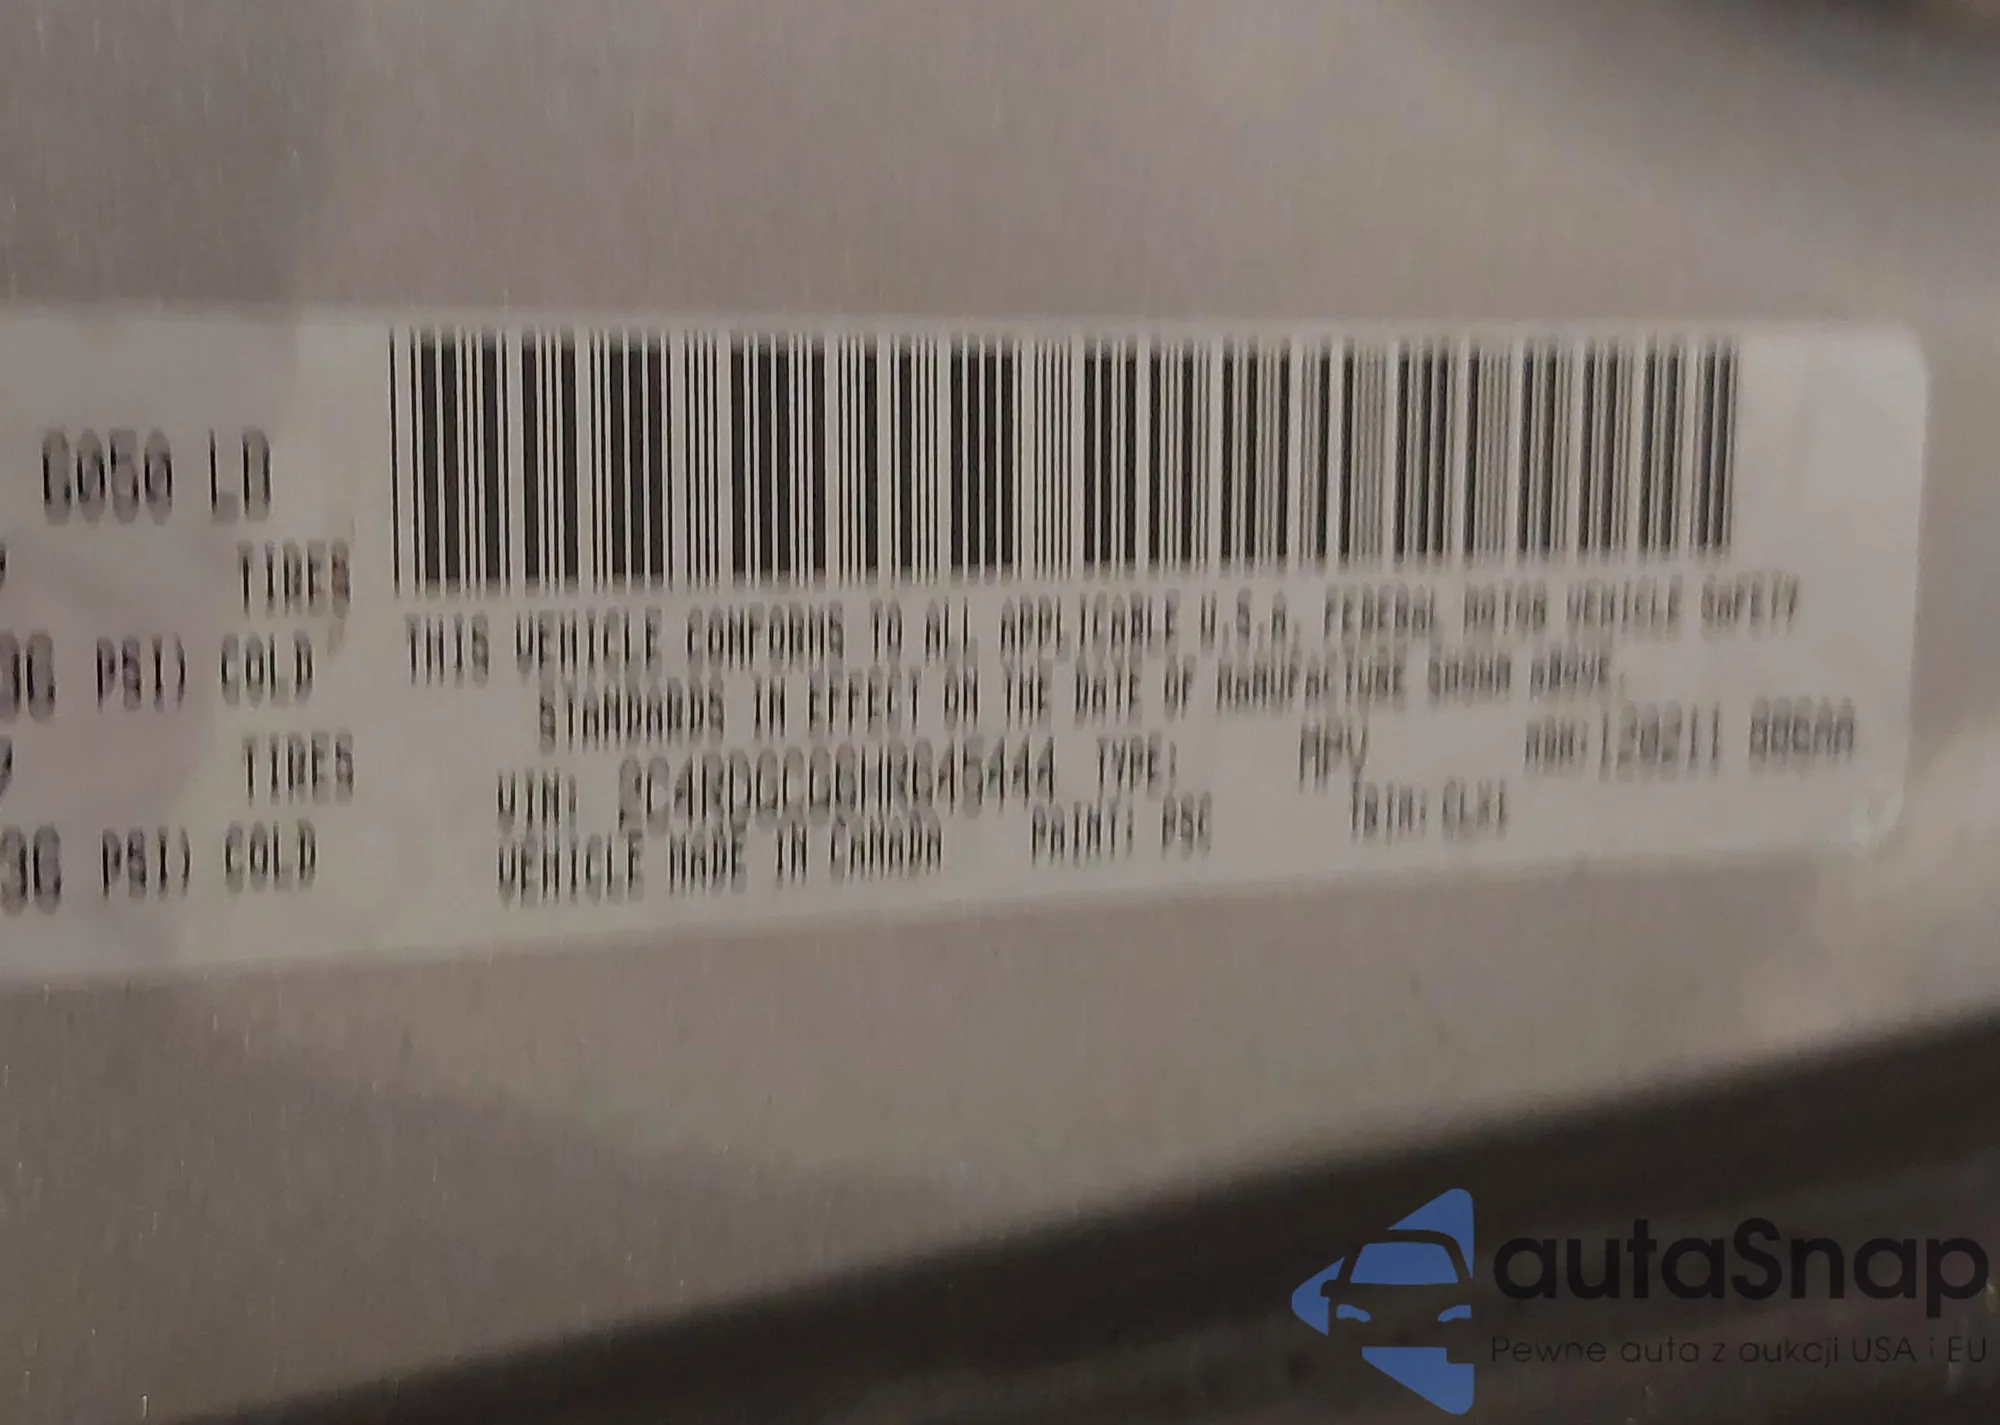 6050 LB
TIRES
PSI) COLD
TIRES
36 PSI) COLD
THIS VEHICLE CONFORMS TO ALL APPLICABLE U.S.A. FEDERAL MOTOR VEHICLE SAFETY
STANDARDS IN EFFECT ON THE DATE OF MANUFACTURE SHOWN ABOVE.
VIN: 2C4RDGCG6HR645444 TYPE: MPV MDH: 120211
VEHICLE MADE IN CANADA PAINT: PSC TRIM:
autaSnap
Pewne auta z aukcji USA i EU